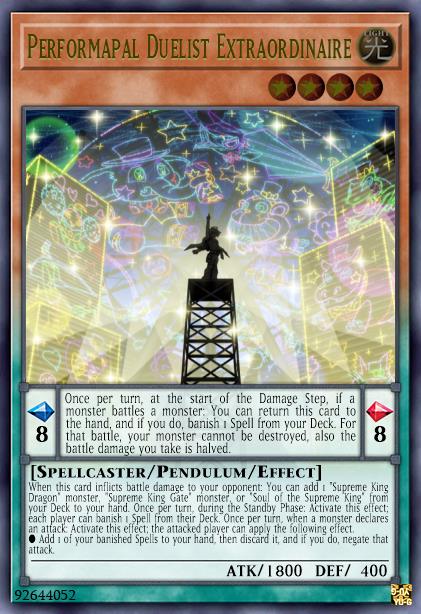 PERFORMAPAL DUELIST EXTRAORDINAIRE
LIGHT
光
Once per turn, at the start of the Damage Step, if a
monster battles a monster: You can return this card to
the hand, and if you do, banish 1 Spell from your Deck. For
that battle, your monster cannot be destroyed, also the
battle damage you take is halved.
8
8
[SPELLCASTER/PENDULUM/EFFECT]
When this card inflicts battle damage to your opponent: You can add 1 "Supreme King
Dragon" monster, "Supreme King Gate" monster, or "Soul of the Supreme King" from
your Deck to your hand. Once per turn, during the Standby Phase: Activate this effect;
each player can banish 1 Spell from their Deck. Once per turn, when a monster declares
an attack: Activate this effect; the attacked player can apply the following effect.
● Add 1 of your banished Spells to your hand, then discard it, and if you do, negate that
attack.
ATK/1800 DEF/ 400
92644052